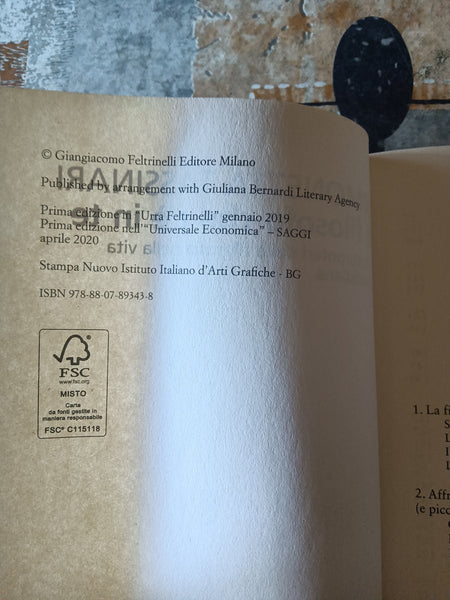 © Giangiacomo Feltrinelli Editore Milano
Published by arrangement with Giuliana Bernardi Literary Agency
Prima edizione in "Urra Feltrinelli" gennaio 2019
Prima edizione nell'"Universale Economica" – SAGGI
aprile 2020
Stampa Nuovo Istituto Italiano d'Arti Grafiche - BG
ISBN 978-88-07-89343-8
FSC
www.fsc.org
MISTO
Carte
da fonti gestite in
maniera responsabile
FSC® C115118
1. La
2. Affr
(e picc